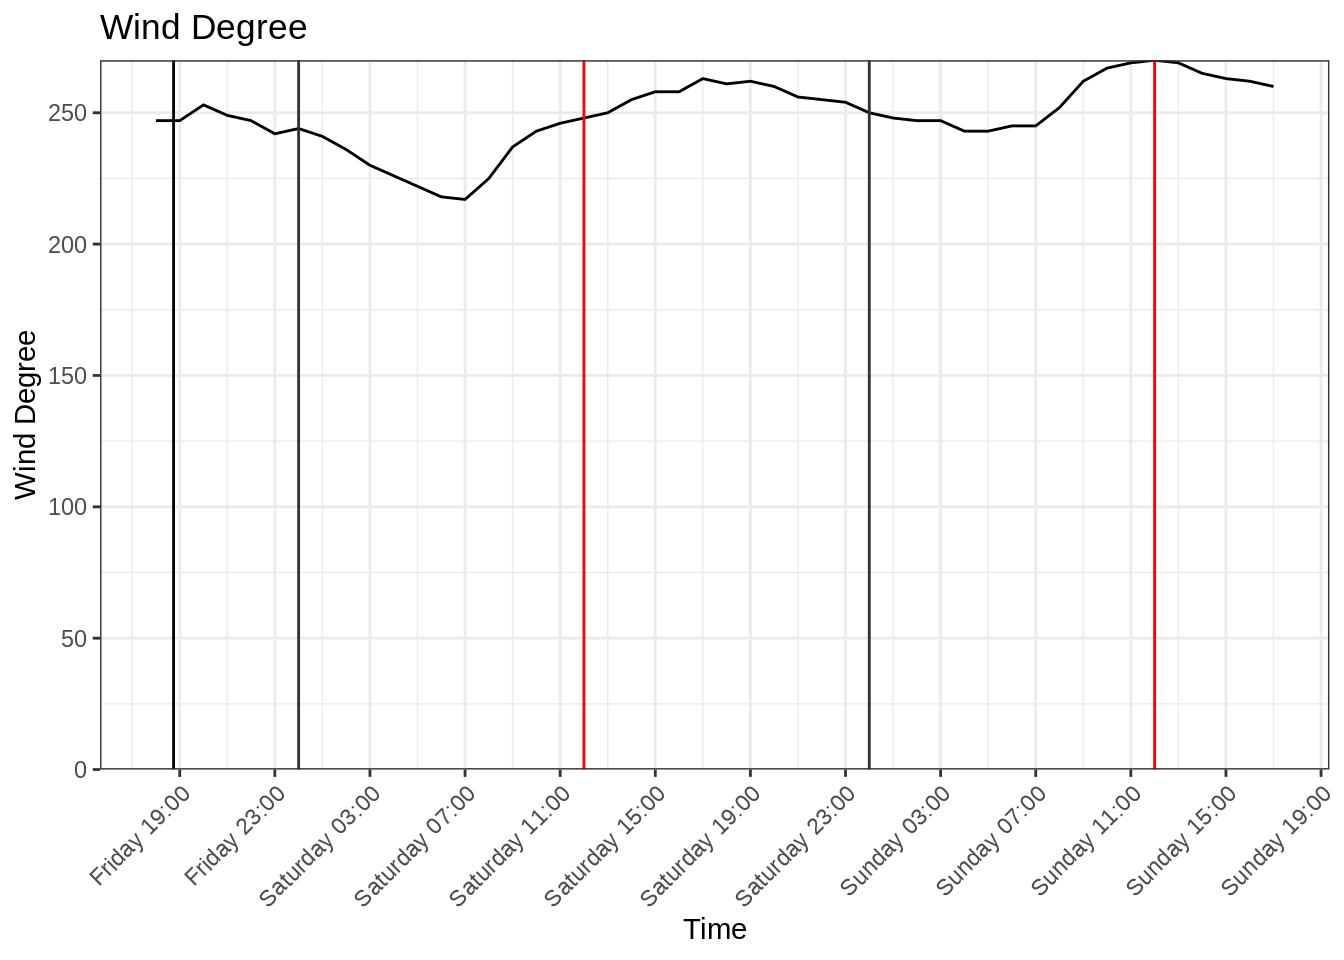 Wind Degree
Wind Degree
250
200
150
100
50
0
Friday 19:00
Friday 23:00
Saturday 03:00
Saturday 07:00
Saturday 11:00
Saturday 15:00
Saturday 19:00
Saturday 23:00
Sunday 03:00
Sunday 07:00
Sunday 11:00
Sunday 15:00
Sunday 19:00
Time